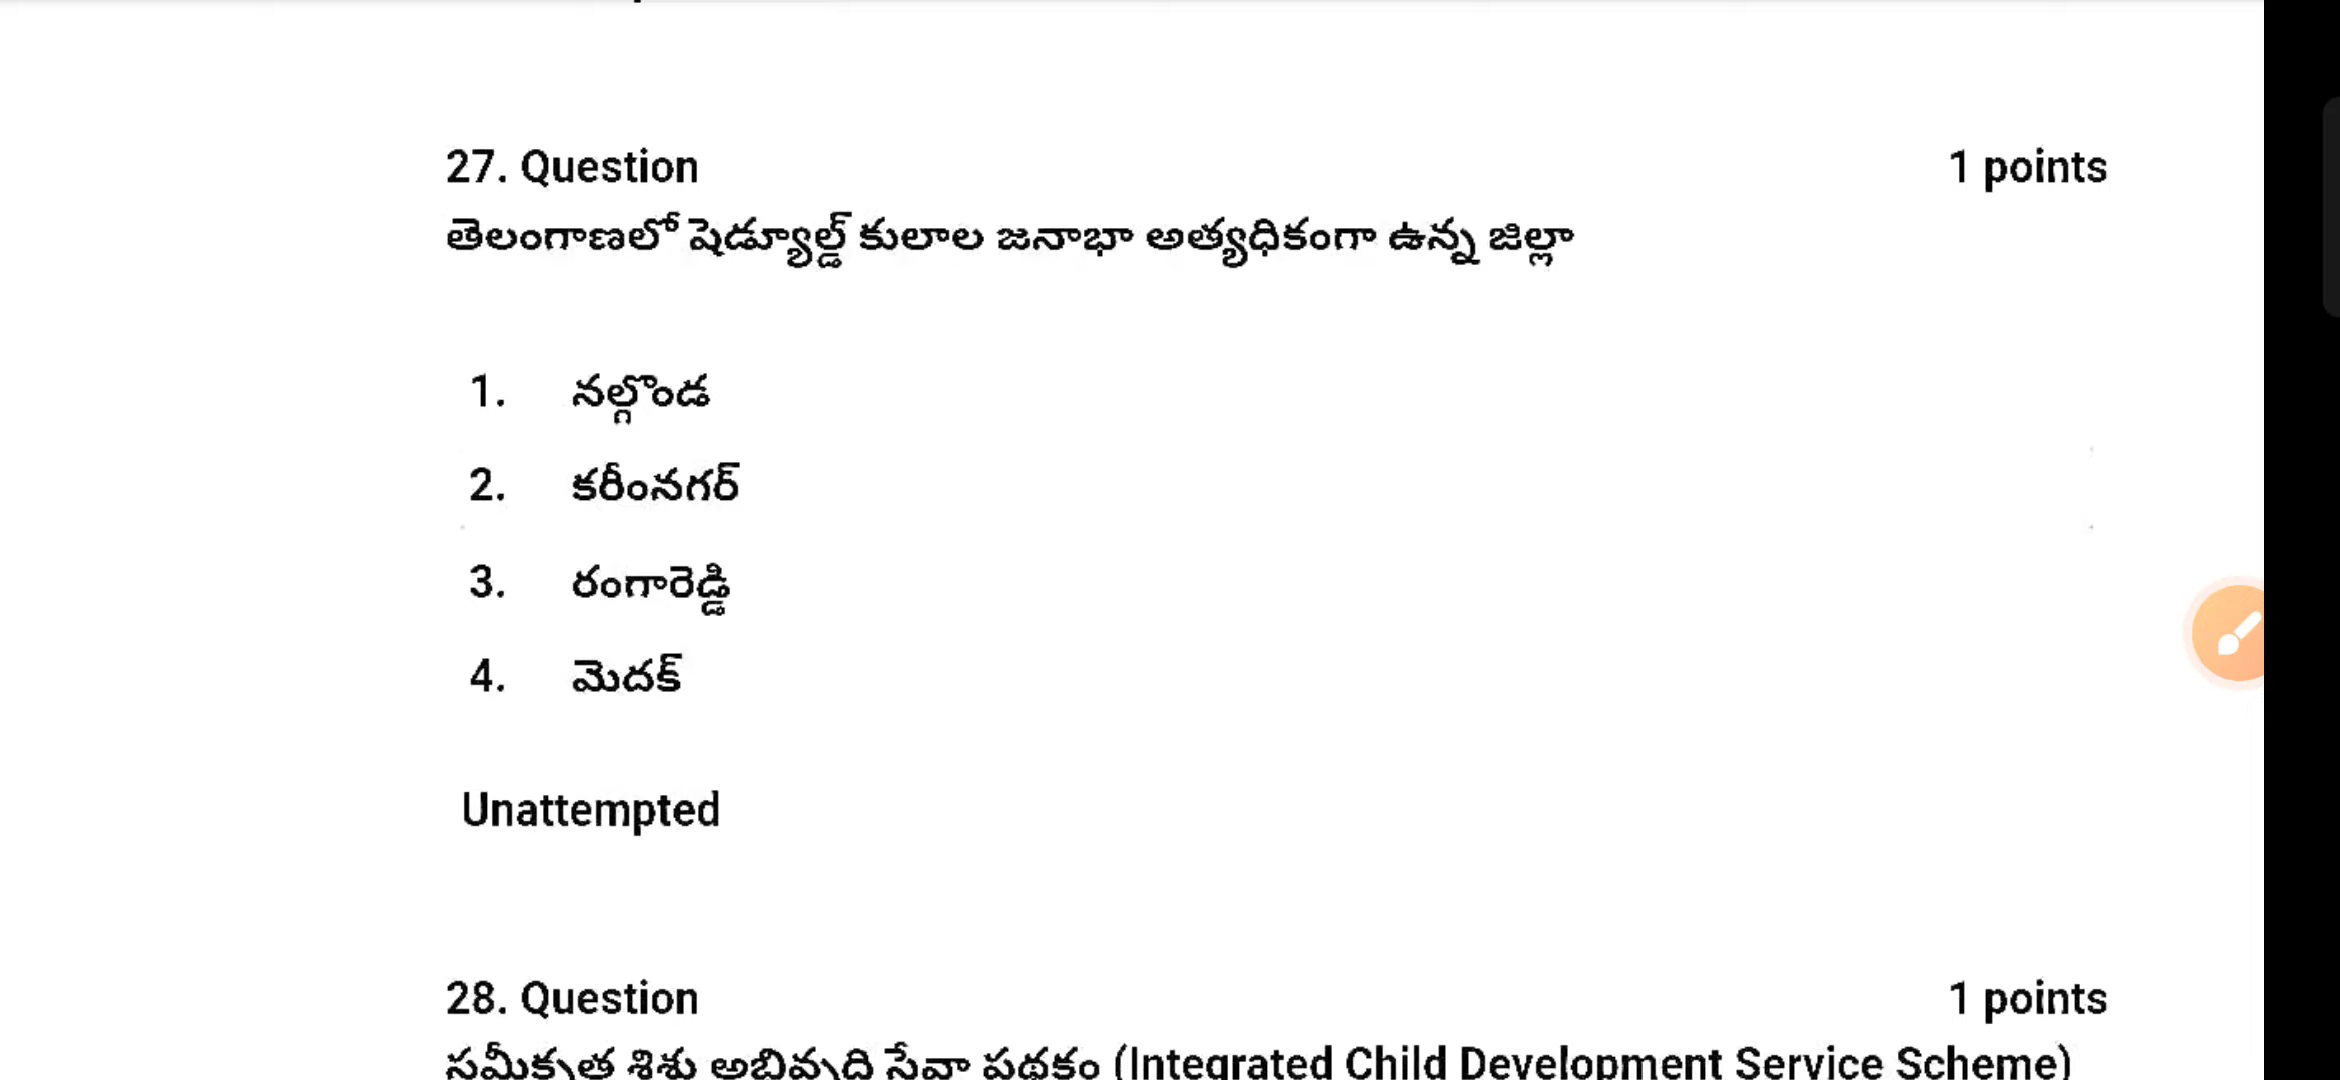 27. Question 1 points
తెలంగాణలో షెడ్యూల్డ్ కులాల జనాభా అత్యధికంగా ఉన్న జిల్లా
1. నల్గొండ
2. కరీంనగర్
3. రంగారెడ్డి
4. మెదక్
Unattempted
28. Question 1 points
సమీకృత శిశు అభివృద్ది సేవా పథకం (Integrated Child Development Service Scheme)